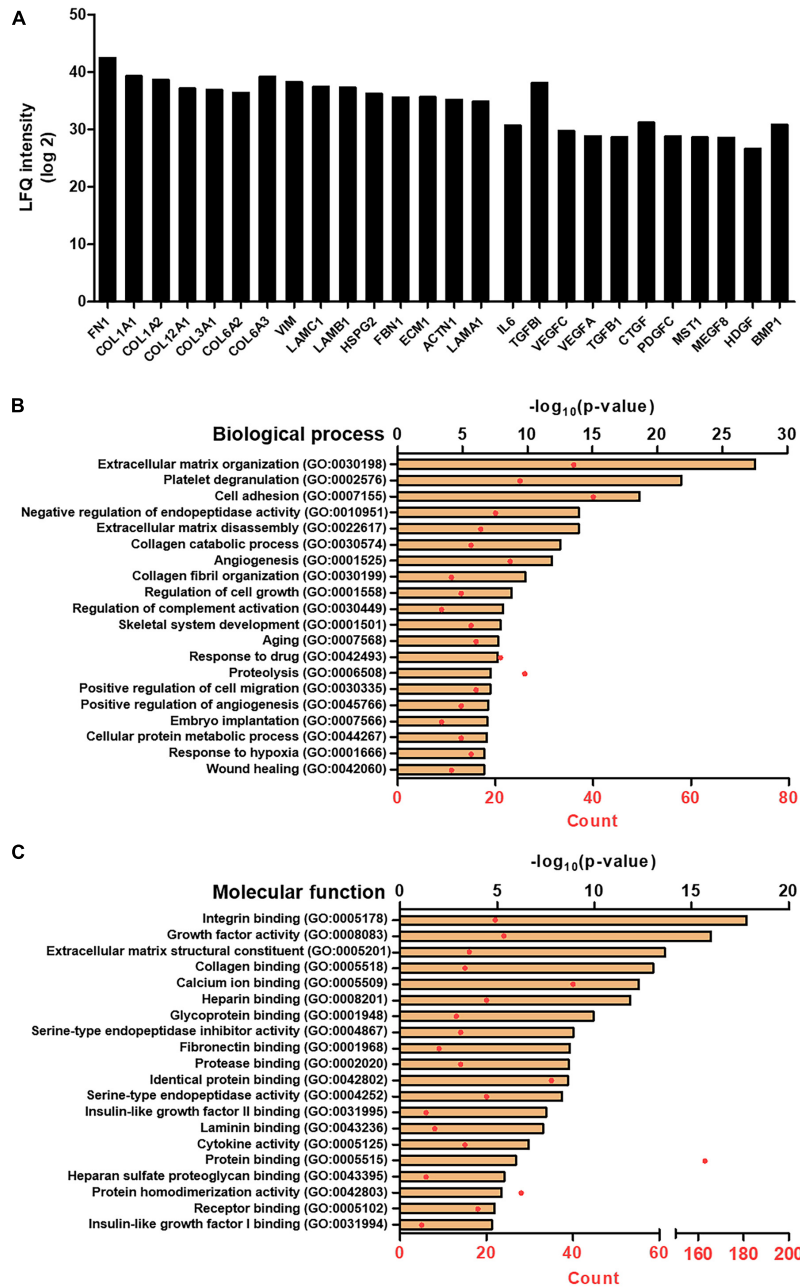 A
LFQ intensity
(log 2)
50
40
30
20
10
0
FN1
COL1A1
COL1A2
COL12A1
COL3A1
COL6A2
COL6A3
VIM
LAMC1
LAMB1
HSPG2
FBN1
ECM1
ACTN1
LAMA1
IL6
TGFBI
VEGFC
VEGFA
TGFB1
CTGF
PDGFC
MST1
MEGF8
HDGF
BMP1
B
-log10(p-value)
Biological process
0 5 10 15 20 25 30
Extracellular matrix organization (GO:0030198)
Platelet degranulation (GO:0002576)
Cell adhesion (GO:0007155)
Negative regulation of endopeptidase activity (GO:0010951)
Extracellular matrix disassembly (GO:0022617)
Collagen catabolic process (GO:0030574)
Angiogenesis (GO:0001525)
Collagen fibril organization (GO:0030199)
Regulation of cell growth (GO:0001558)
Regulation of complement activation (GO:0030449)
Skeletal system development (GO:0001501)
Aging (GO:0007568)
Response to drug (GO:0042493)
Proteolysis (GO:0006508)
Positive regulation of cell migration (GO:0030335)
Positive regulation of angiogenesis (GO:0045766)
Embryo implantation (GO:0007566)
Cellular protein metabolic process (GO:0044267)
Response to hypoxia (GO:0001666)
Wound healing (GO:0042060)
0 20 40 60 80
Count
C
-log10(p-value)
Molecular function
0 5 10 15 20
Integrin binding (GO:0005178)
Growth factor activity (GO:0008083)
Extracellular matrix structural constituent (GO:0005201)
Collagen binding (GO:0005518)
Calcium ion binding (GO:0005509)
Heparin binding (GO:0008201)
Glycoprotein binding (GO:0001948)
Serine-type endopeptidase inhibitor activity (GO:0004867)
Fibronectin binding (GO:0001968)
Protease binding (GO:0002020)
Identical protein binding (GO:0042802)
Serine-type endopeptidase activity (GO:0004252)
Insulin-like growth factor II binding (GO:0031995)
Laminin binding (GO:0043236)
Cytokine activity (GO:0005125)
Protein binding (GO:0005515)
Heparan sulfate proteoglycan binding (GO:0043395)
Protein homodimerization activity (GO:0042803)
Receptor binding (GO:0005102)
Insulin-like growth factor I binding (GO:0031994)
0 20 40 60 160 180 200
Count